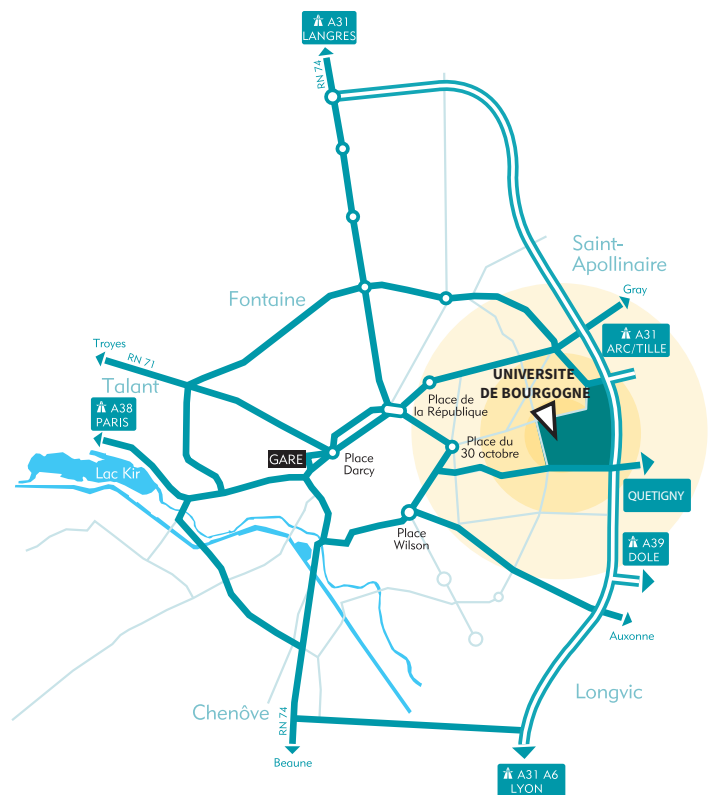 A31
LANGRES
RN 74
Saint-
Apollinaire
Gray
Fontaine
A31
ARC/TILLE
Troyes
RN 71
Talant
UNIVERSITE
DE BOURGOGNE
A38
PARIS
Place de
la République
Place du
30 octobre
GARE
Place
Darcy
Lac Kir
QUETIGNY
Place
Wilson
A39
DOLE
Auxonne
Longvic
Chenôve
RN 74
Beaune
A31 A6
LYON